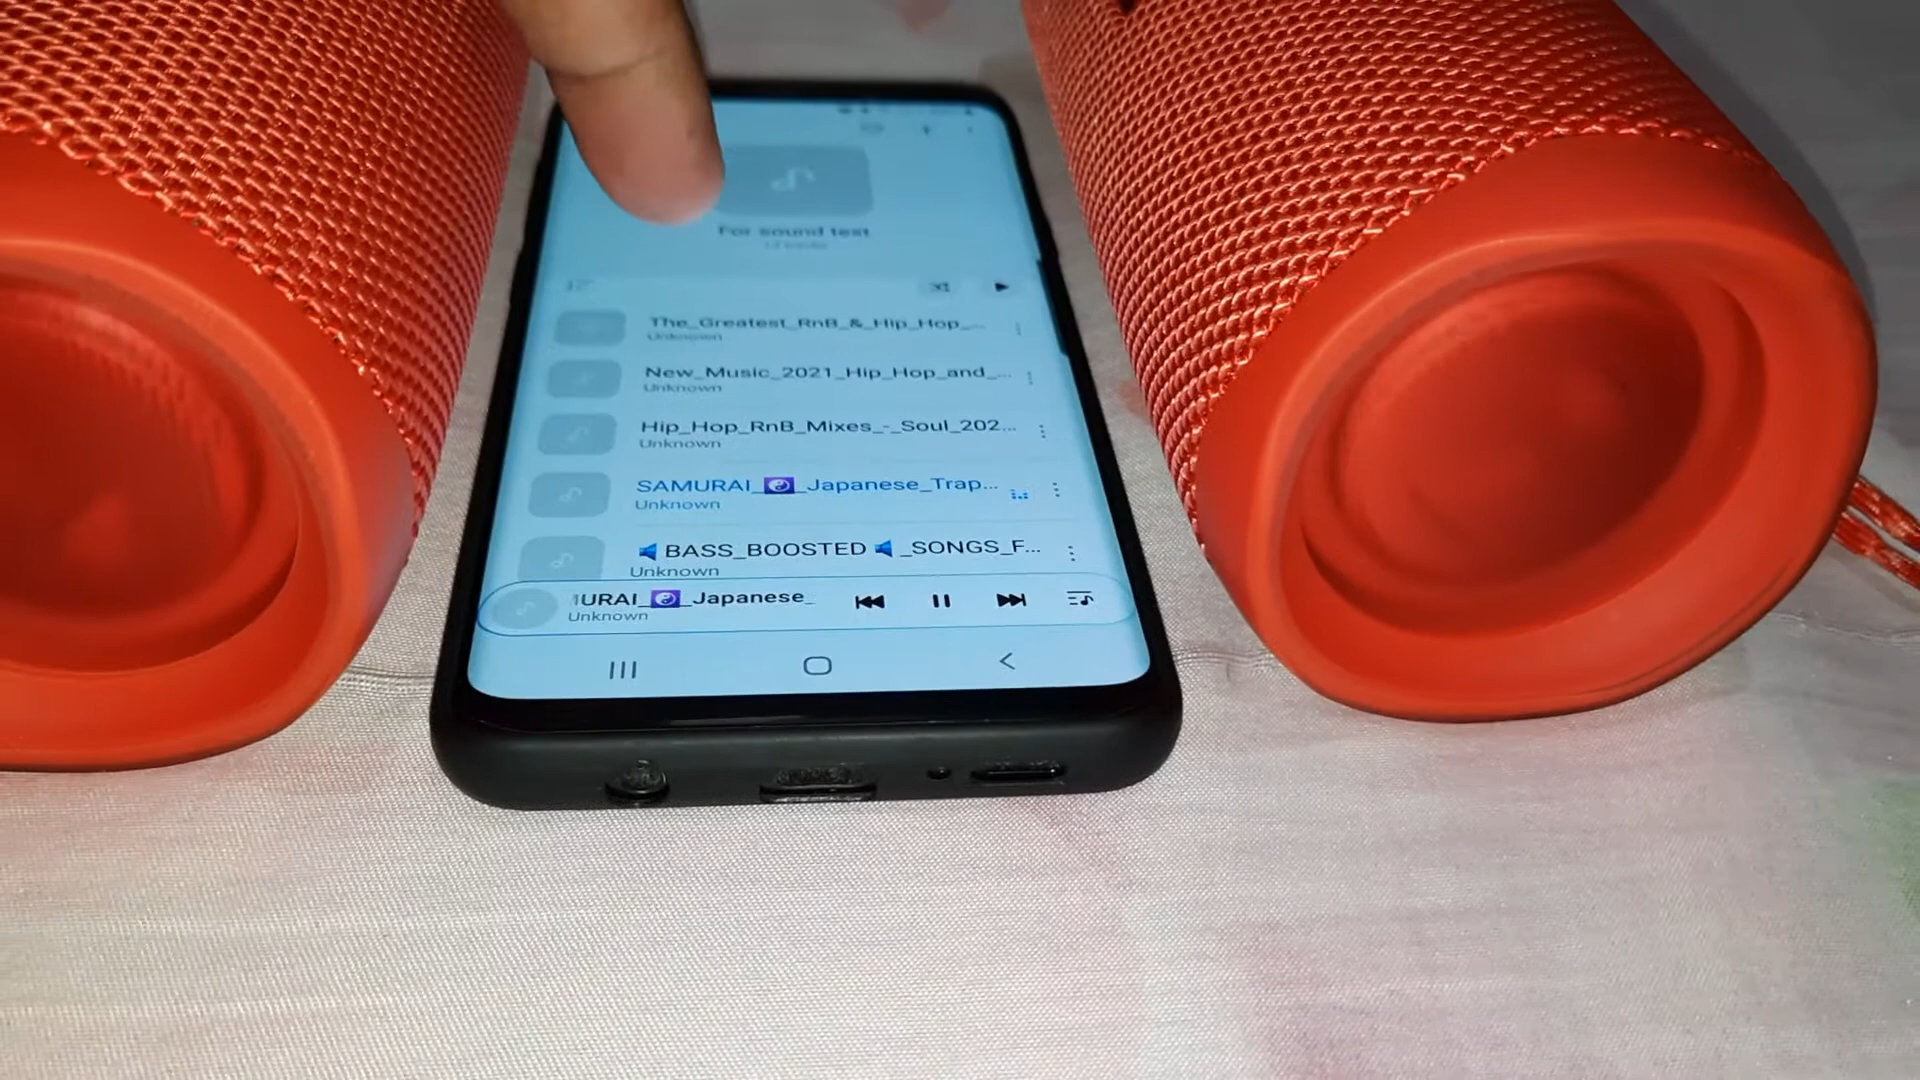 For sound test
The_Greatest_RnB_&_Hip_Hop_...
Unknown
New_Music_2021_Hip_Hop_and_...
Unknown
Hip_Hop_RnB_Mixes_-_Soul_202...
Unknown
SAMURAI_☯_Japanese_Trap...
Unknown
🔈BASS_BOOSTED🔈_SONGS_F...
Unknown
URAI_☯_Japanese_
Unknown